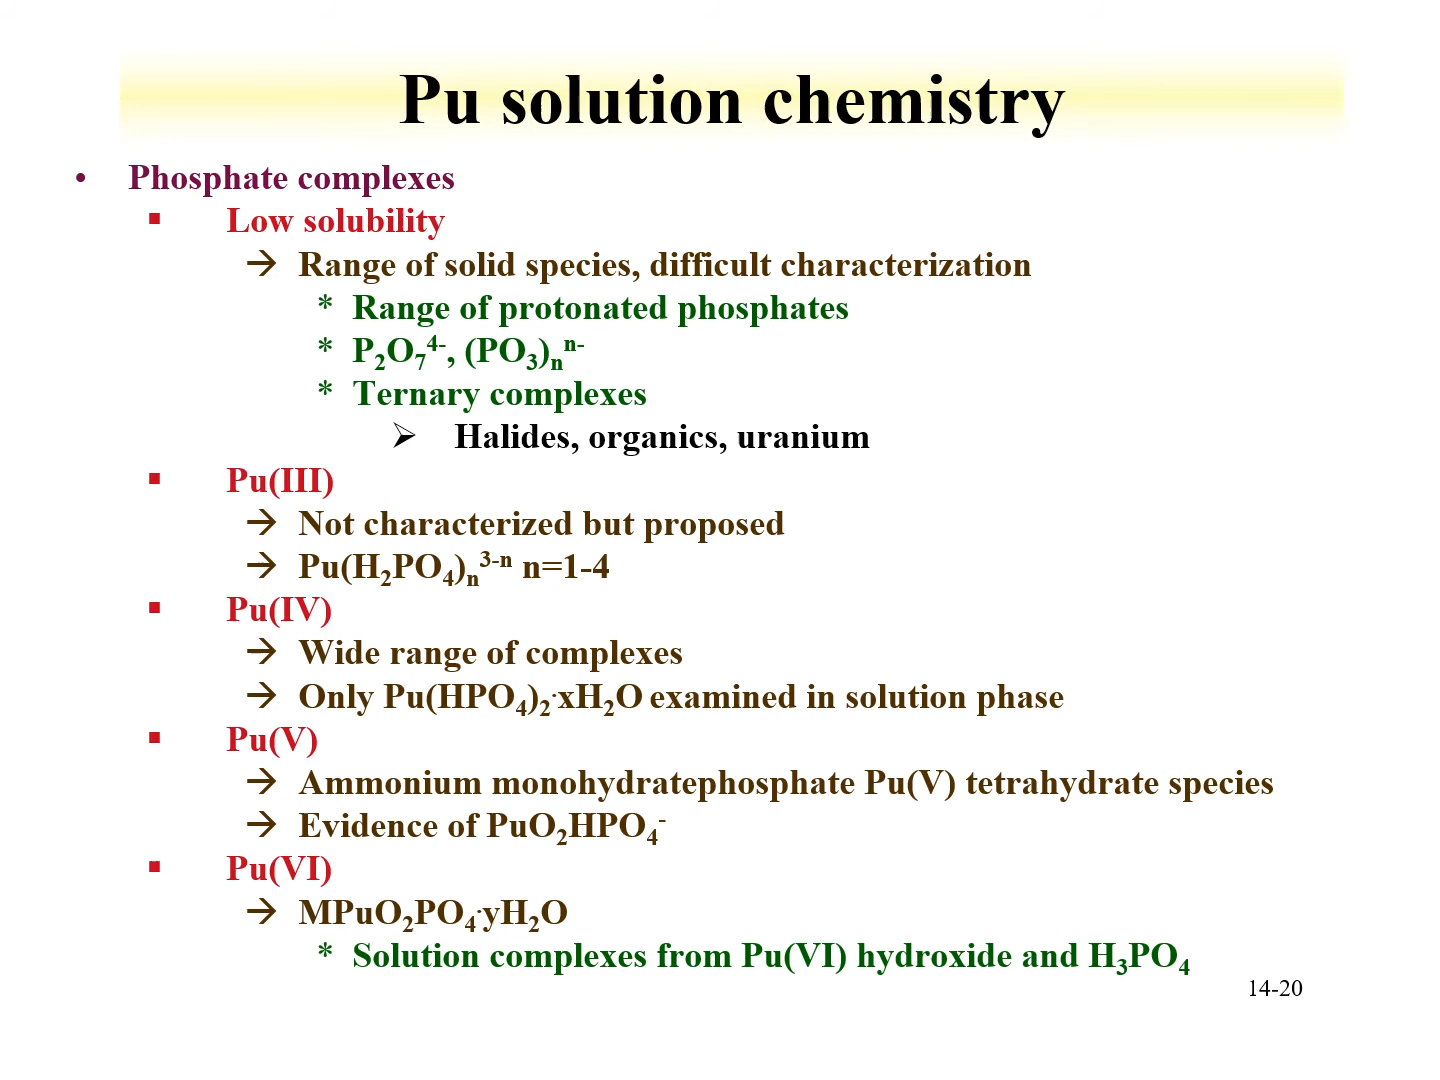 Pu solution chemistry
• Phosphate complexes
▪ Low solubility
→ Range of solid species, difficult characterization
* Range of protonated phosphates
* P₂O₇⁴⁻, (PO₃)ₙⁿ⁻
* Ternary complexes
➢ Halides, organics, uranium
▪ Pu(III)
→ Not characterized but proposed
→ Pu(H₂PO₄)ₙ³⁻ⁿ n=1-4
▪ Pu(IV)
→ Wide range of complexes
→ Only Pu(HPO₄)₂·xH₂O examined in solution phase
▪ Pu(V)
→ Ammonium monohydratephosphate Pu(V) tetrahydrate species
→ Evidence of PuO₂HPO₄⁻
▪ Pu(VI)
→ MPuO₂PO₄·yH₂O
* Solution complexes from Pu(VI) hydroxide and H₃PO₄
14-20